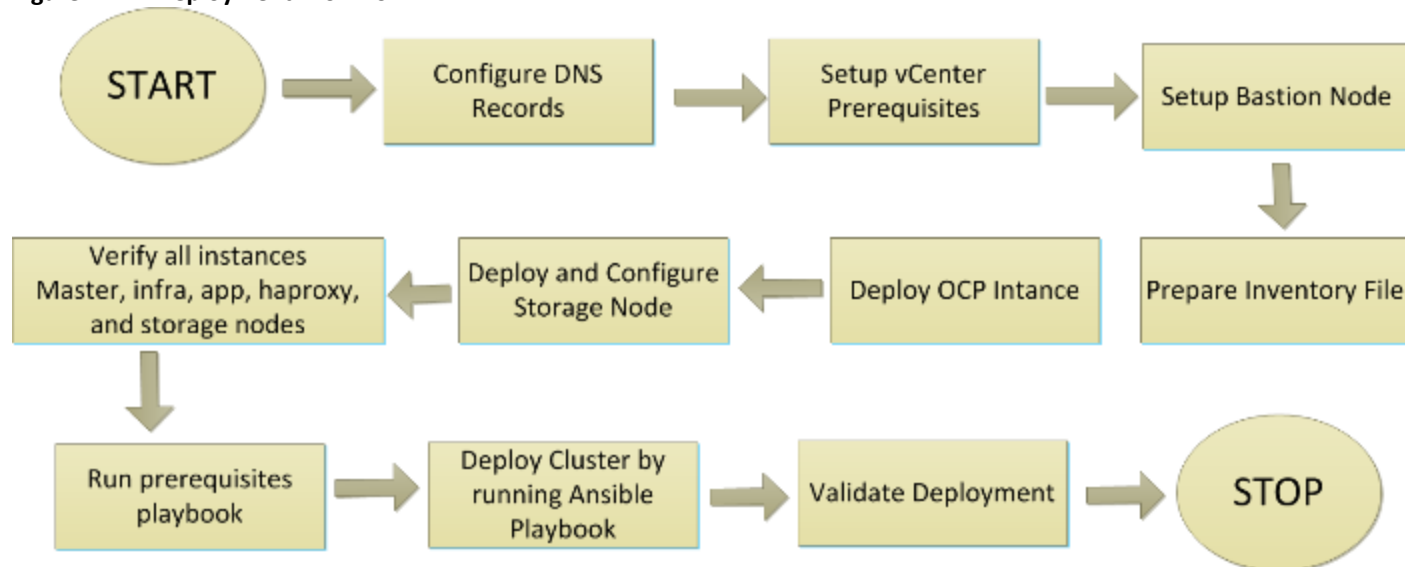 START
Configure DNS
Records
Setup vCenter
Prerequisites
Setup Bastion Node
Prepare Inventory File
Deploy OCP Intance
Deploy and Configure
Storage Node
Verify all instances
Master, infra, app, haproxy,
and storage nodes
Run prerequisites
playbook
Deploy Cluster by
running Ansible
Playbook
Validate Deployment
STOP